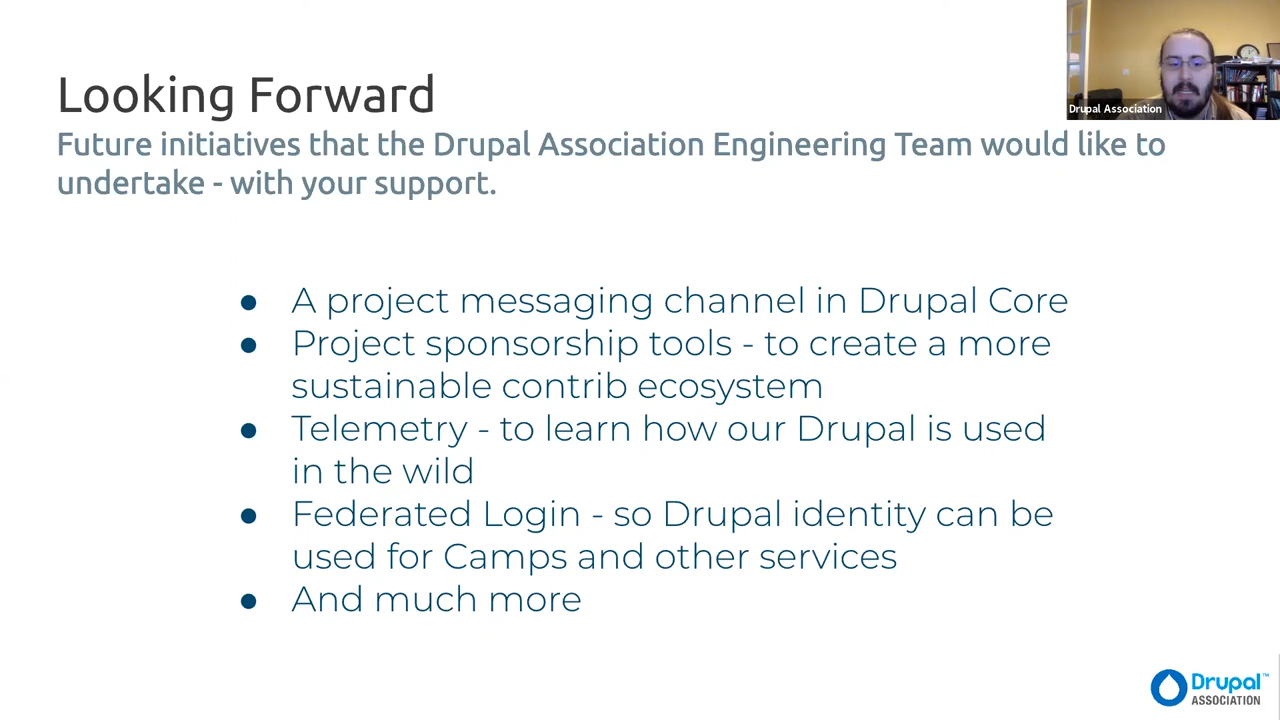 Looking Forward
Future initiatives that the Drupal Association Engineering Team would like to
undertake - with your support.
Drupal Association
● A project messaging channel in Drupal Core
● Project sponsorship tools - to create a more
sustainable contrib ecosystem
● Telemetry - to learn how our Drupal is used
in the wild
● Federated Login - so Drupal identity can be
used for Camps and other services
● And much more
Drupal™
ASSOCIATION